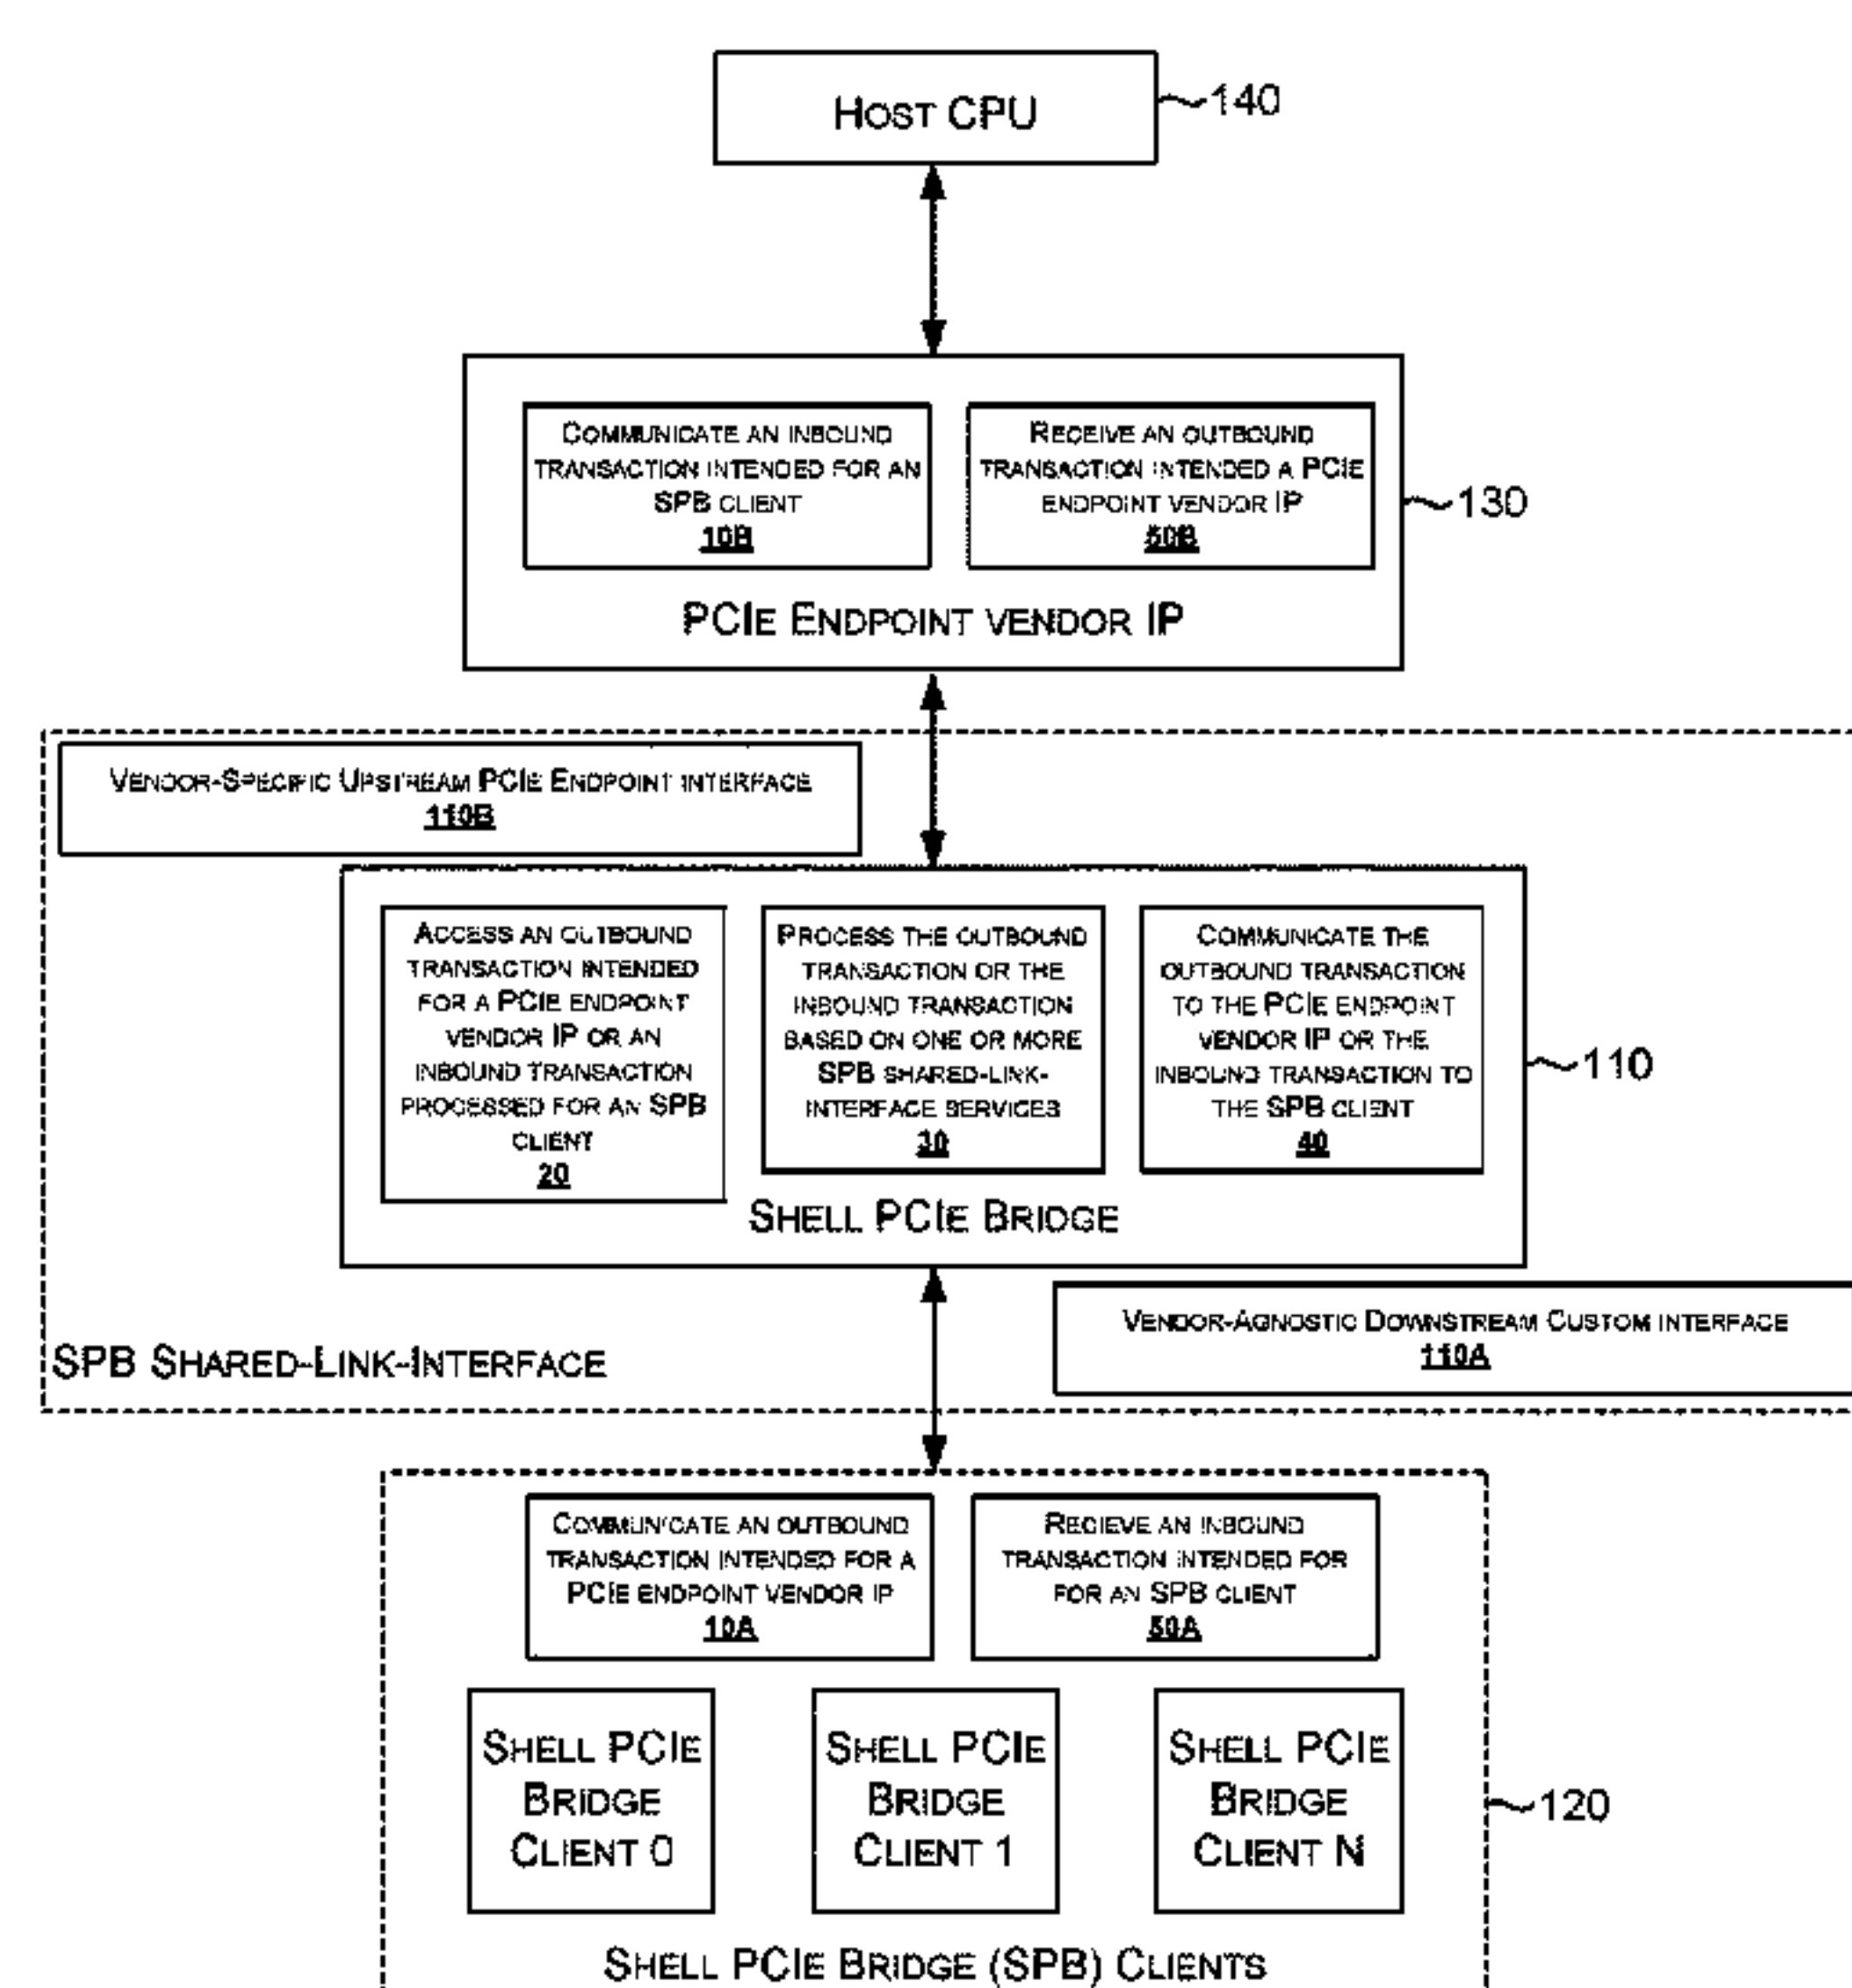 HOST CPU
140
COMMUNICATE AN INBOUND
TRANSACTION INTENDED FOR AN
SPB CLIENT
10B
RECEIVE AN OUTBOUND
TRANSACTION INTENDED A PCIE
ENDPOINT VENDOR IP
50B
130
PCIE ENDPOINT VENDOR IP
VENDOR-SPECIFIC UPSTREAM PCIE ENDPOINT INTERFACE
110B
ACCESS AN OUTBOUND
TRANSACTION INTENDED
FOR A PCIE ENDPOINT
VENDOR IP OR AN
INBOUND TRANSACTION
PROCESSED FOR AN SPB
CLIENT
20
PROCESS THE OUTBOUND
TRANSACTION OR THE
INBOUND TRANSACTION
BASED ON ONE OR MORE
SPB SHARED-LINK-
INTERFACE SERVICES
30
COMMUNICATE THE
OUTBOUND TRANSACTION
TO THE PCIE ENDPOINT
VENDOR IP OR THE
INBOUND TRANSACTION TO
THE SPB CLIENT
40
110
SHELL PCIE BRIDGE
VENDOR-AGNOSTIC DOWNSTREAM CUSTOM INTERFACE
110A
SPB SHARED-LINK-INTERFACE
COMMUNICATE AN OUTBOUND
TRANSACTION INTENDED FOR A
PCIE ENDPOINT VENDOR IP
10A
RECIEVE AN INBOUND
TRANSACTION INTENDED FOR
FOR AN SPB CLIENT
50A
SHELL PCIE
BRIDGE
CLIENT 0
SHELL PCIE
BRIDGE
CLIENT 1
SHELL PCIE
BRIDGE
CLIENT N
120
SHELL PCIE BRIDGE (SPB) CLIENTS